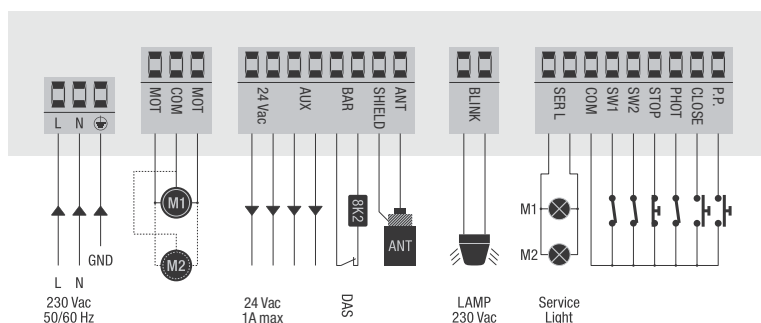 L N
MOT COM MOT
24 Vac AUX BAR SHIELD ANT
BLINK
SER L COM SW1 SW2 STOP PHOT CLOSE P.P.
M1
M2
8K2
ANT
M1
M2
GND
L N
230 Vac
50/60 Hz
24 Vac
1A max
DAS
LAMP
230 Vac
Service
Light